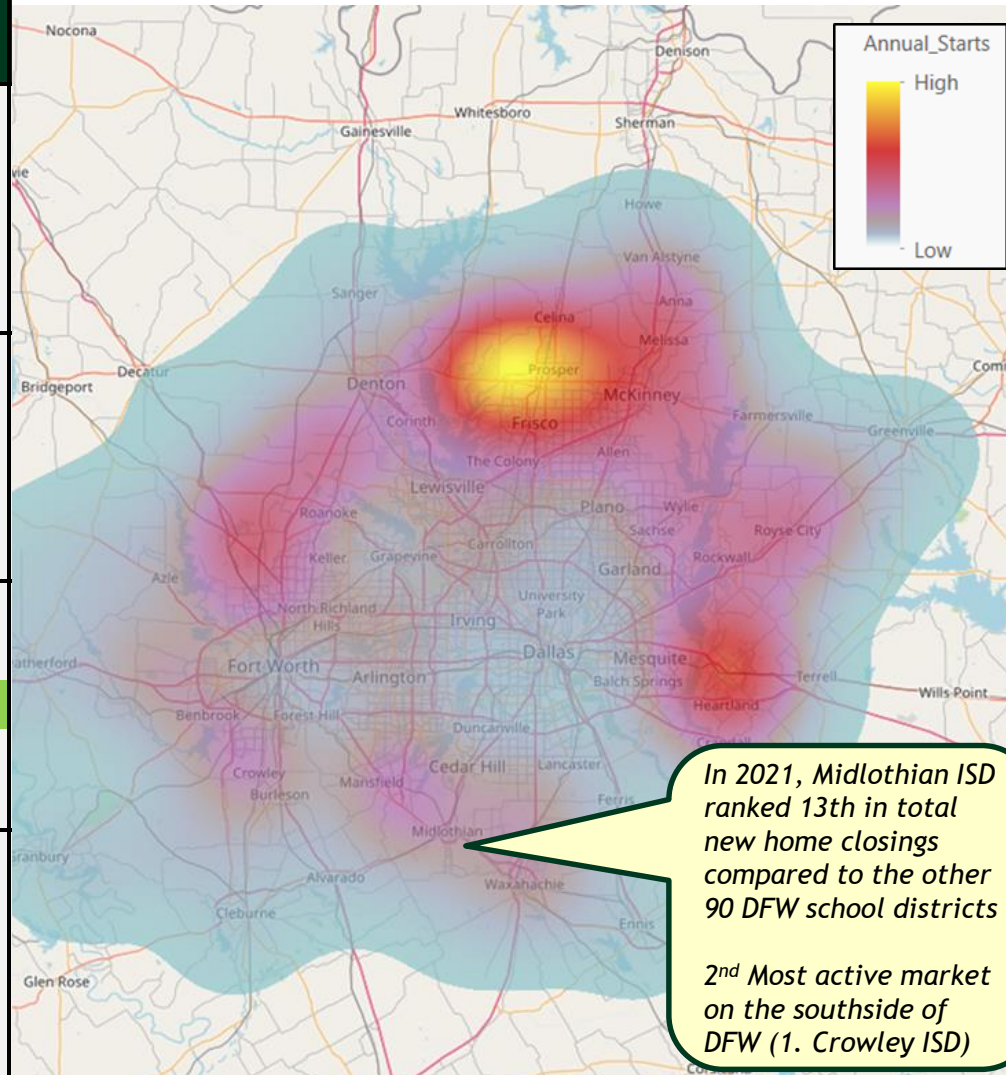 Nocona
Denison
Annual_Starts
High
Low
Whitesboro
Gainesville
Sherman
wie
Howe
Van Alstyne
Sanger
Anna
Celina
Melissa
Decatur
Prosper
Com
Bridgeport
Denton
McKinney
Corinth
Frisco
Farmersville
Greenville
The Colony
Allen
Lewisville
Roanoke
Plano
Wylie
Sachse
Royse City
Keller
Grapevine
Carrollton
Rockwall
Azle
Garland
North Richland
Hills
University
Park
Irving
eatherford
Fort Worth
Arlington
Dallas
Mesquite
Balch Springs
Terrell
Wills Point
Heartland
Benbrook
Forest Hill
Duncanville
Crandall
Crowley
Mansfield
Cedar Hill
Lancaster
Burleson
Ferris
Midlothian
Granbury
Alvarado
Waxahachie
Cleburne
Ennis
Glen Rose
In 2021, Midlothian ISD
ranked 13th in total
new home closings
compared to the other
90 DFW school districts
2nd Most active market
on the southside of
DFW (1. Crowley ISD)